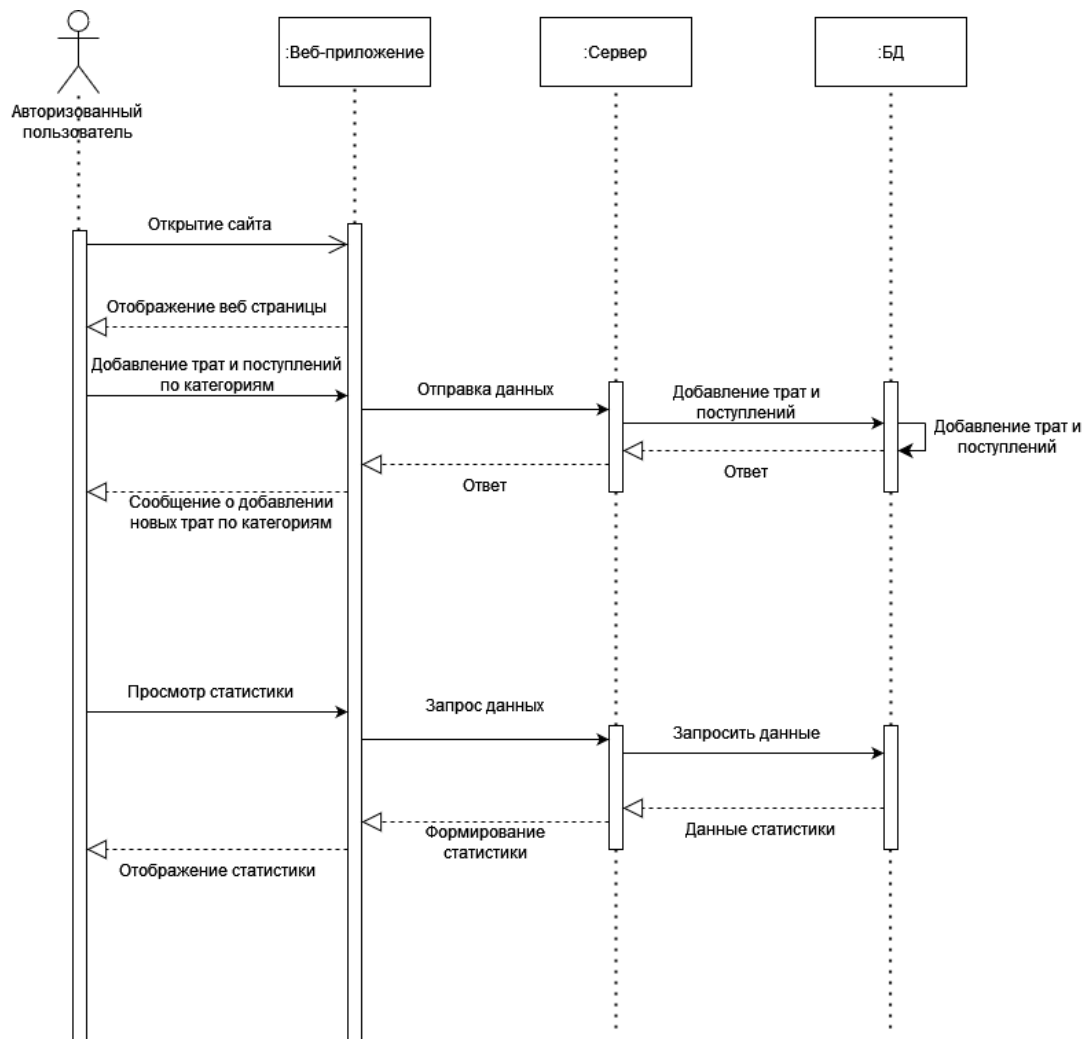 :Веб-приложение
:Сервер
:БД
Авторизованный
пользователь
Открытие сайта
Отображение веб страницы
Добавление трат и поступлений
по категориям
Отправка данных
Добавление трат и
поступлений
Добавление трат и
поступлений
Ответ
Ответ
Сообщение о добавлении
новых трат по категориям
Просмотр статистики
Запрос данных
Запросить данные
Данные статистики
Формирование
статистики
Отображение статистики